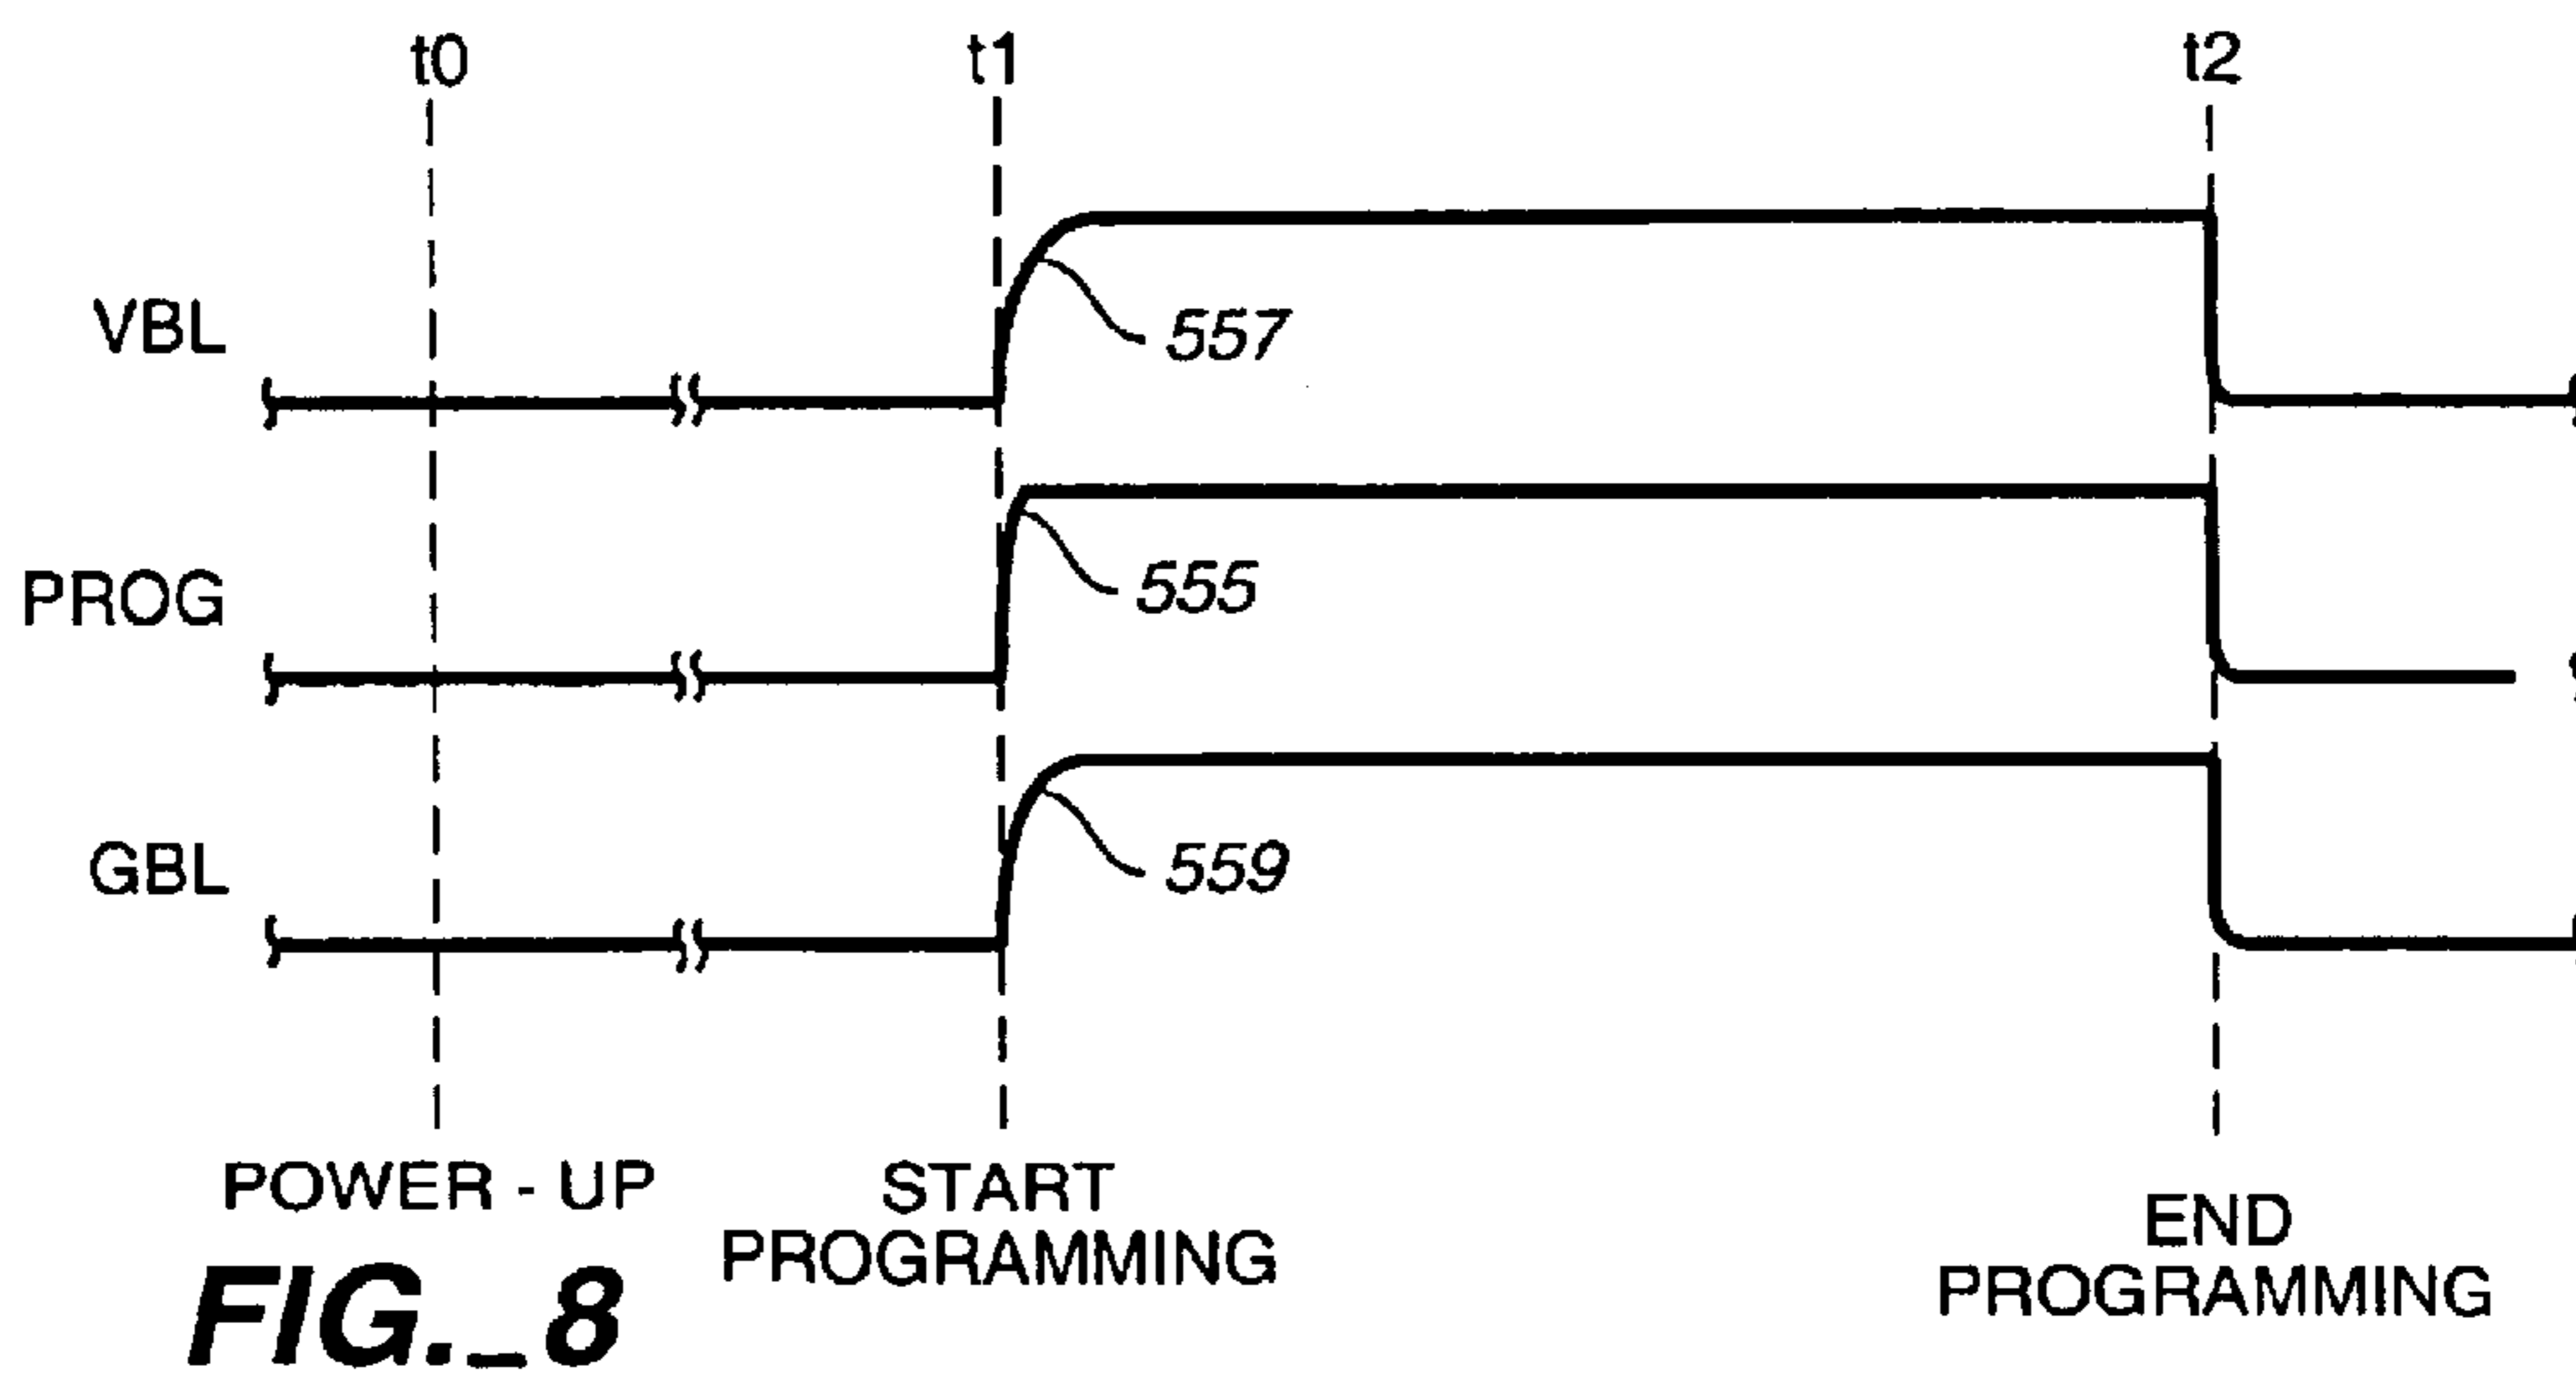 t0 t1 t2
VBL
557
PROG
555
GBL
559
POWER - UP
START
PROGRAMMING
END
PROGRAMMING
FIG._8